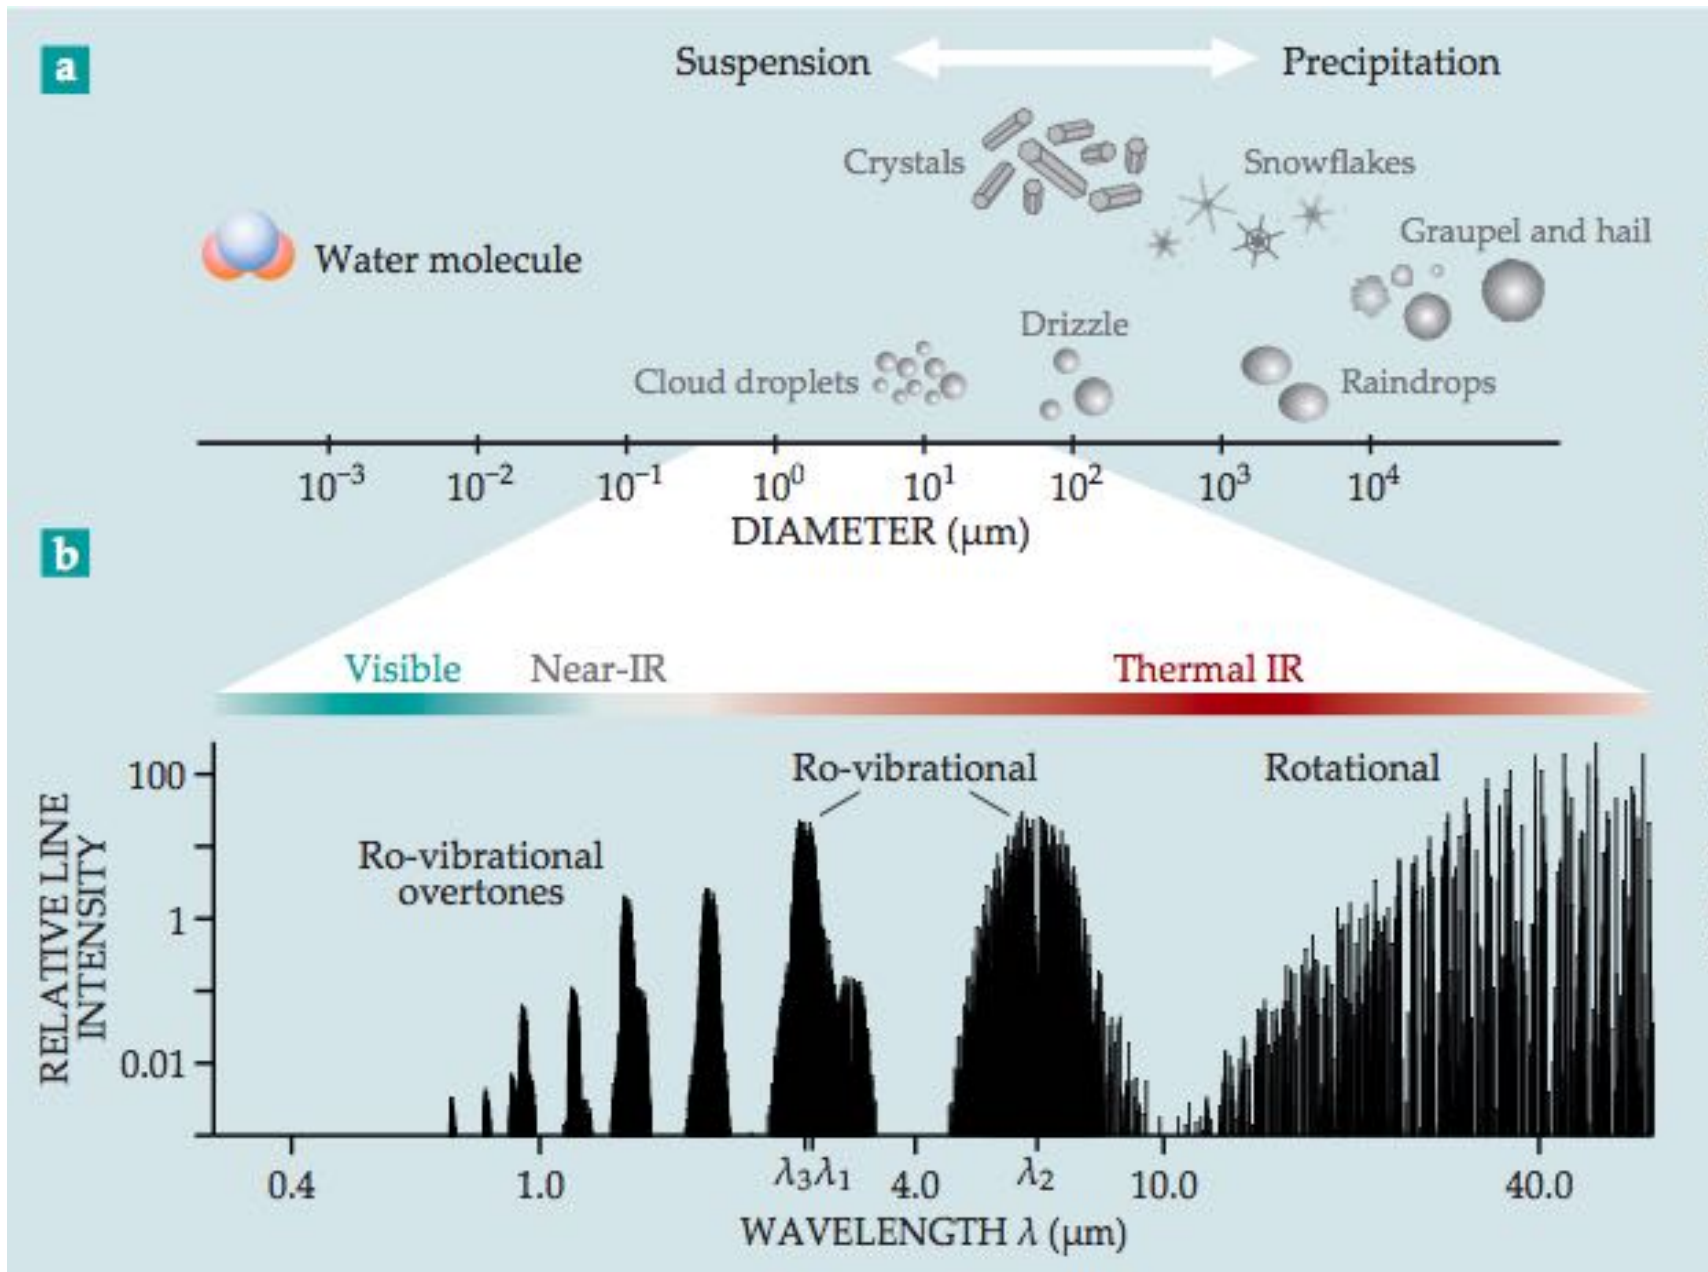 a
Suspension
Precipitation
Crystals
Snowflakes
Graupel and hail
Water molecule
Drizzle
Cloud droplets
Raindrops
10⁻³ 10⁻² 10⁻¹ 10⁰ 10¹ 10² 10³ 10⁴
DIAMETER (µm)
b
Visible
Near-IR
Thermal IR
Ro-vibrational
Rotational
Ro-vibrational
overtones
RELATIVE LINE
INTENSITY
100
1
0.01
0.4 1.0 λ₃ λ₁ 4.0 λ₂ 10.0 40.0
WAVELENGTH λ (µm)